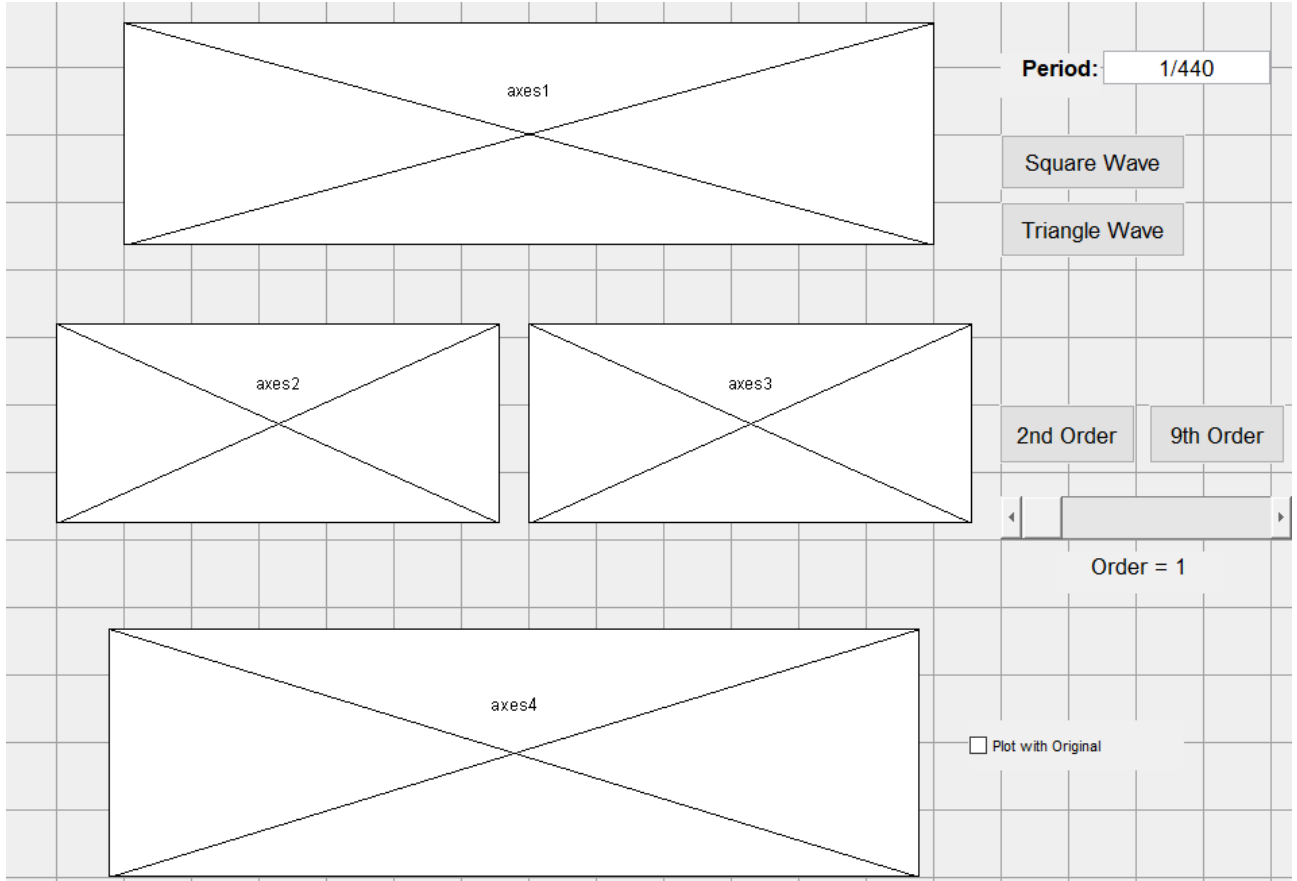 axes1
Period: 1/440
Square Wave
Triangle Wave
axes2
axes3
2nd Order
9th Order
Order = 1
axes4
Plot with Original